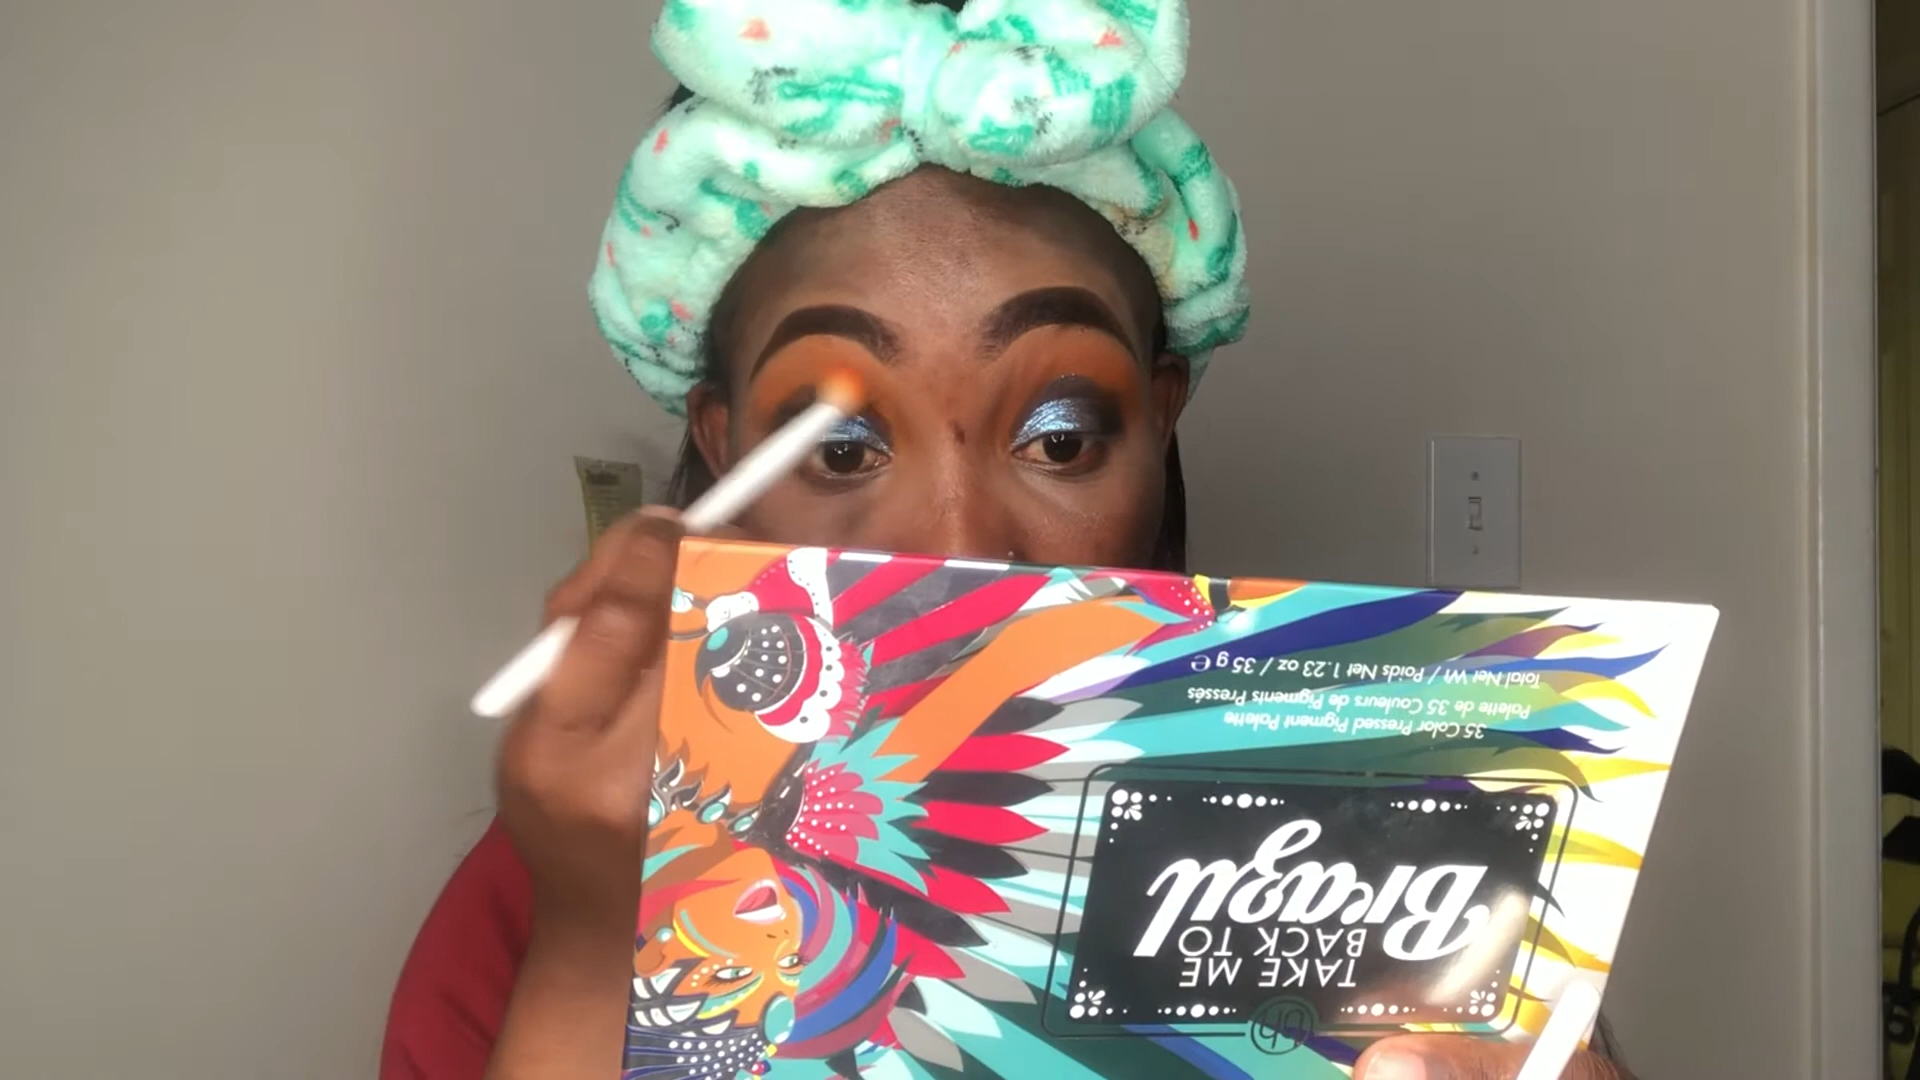 bh
TAKE ME
BACK TO
Brazil
35 Color Pressed Pigment Palette
Palette de 35 Couleurs de Pigments Pressés
Total Net Wt / Poids Net 1.23 oz / 35 g e